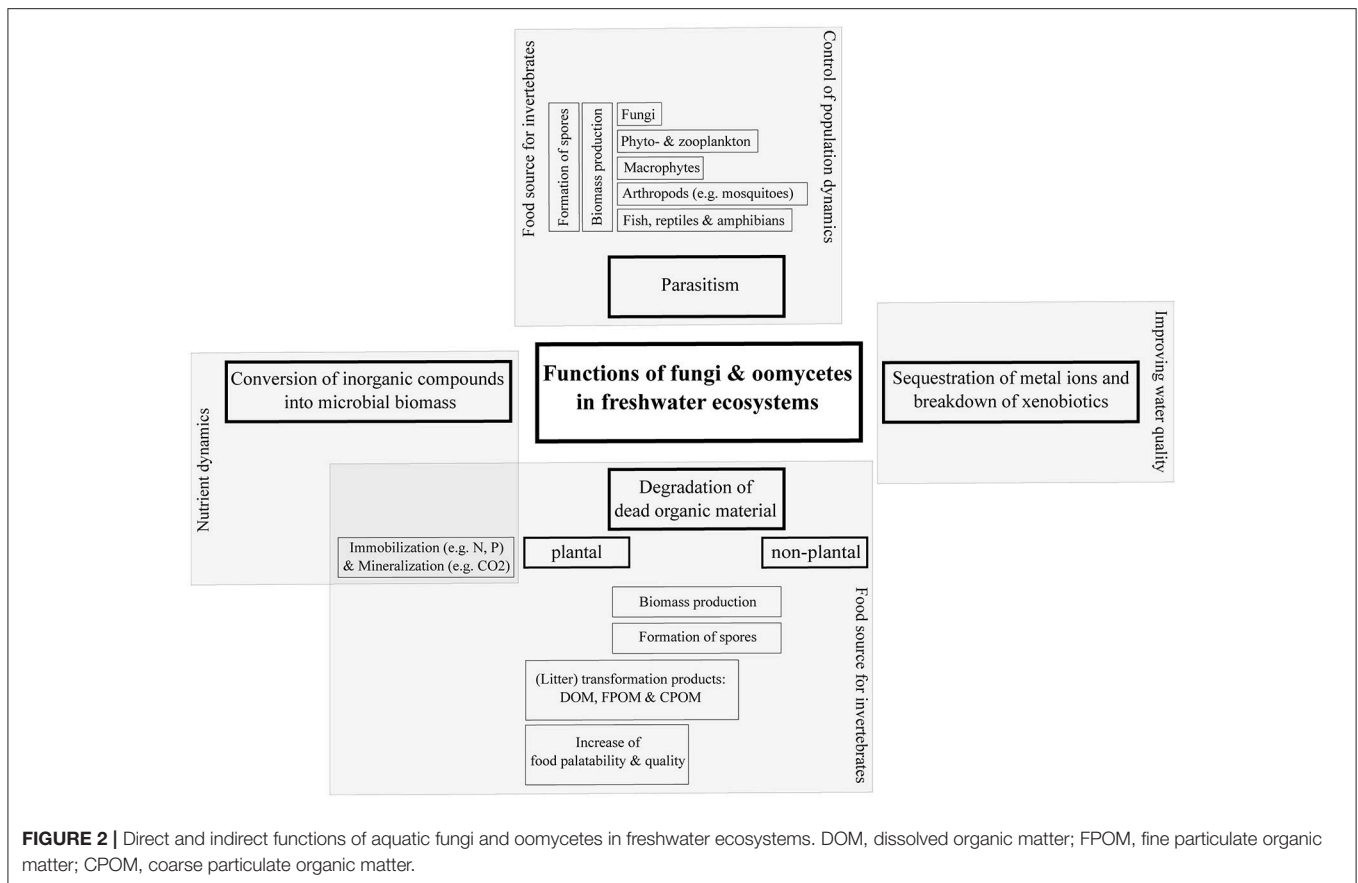 Food source for invertebrates
Formation of spores
Biomass production
Fungi
Phyto- & zooplankton
Macrophytes
Arthropods (e.g. mosquitoes)
Fish, reptiles & amphibians
Control of population dynamics
Parasitism
Nutrient dynamics
Conversion of inorganic compounds
into microbial biomass
Functions of fungi & oomycetes
in freshwater ecosystems
Sequestration of metal ions and
breakdown of xenobiotics
Improving water quality
Degradation of
dead organic material
Immobilization (e.g. N, P)
& Mineralization (e.g. CO2)
plantal
non-plantal
Biomass production
Formation of spores
(Litter) transformation products:
DOM, FPOM & CPOM
Increase of
food palatability & quality
Food source for invertebrates
FIGURE 2 | Direct and indirect functions of aquatic fungi and oomycetes in freshwater ecosystems. DOM, dissolved organic matter; FPOM, fine particulate organic
matter; CPOM, coarse particulate organic matter.